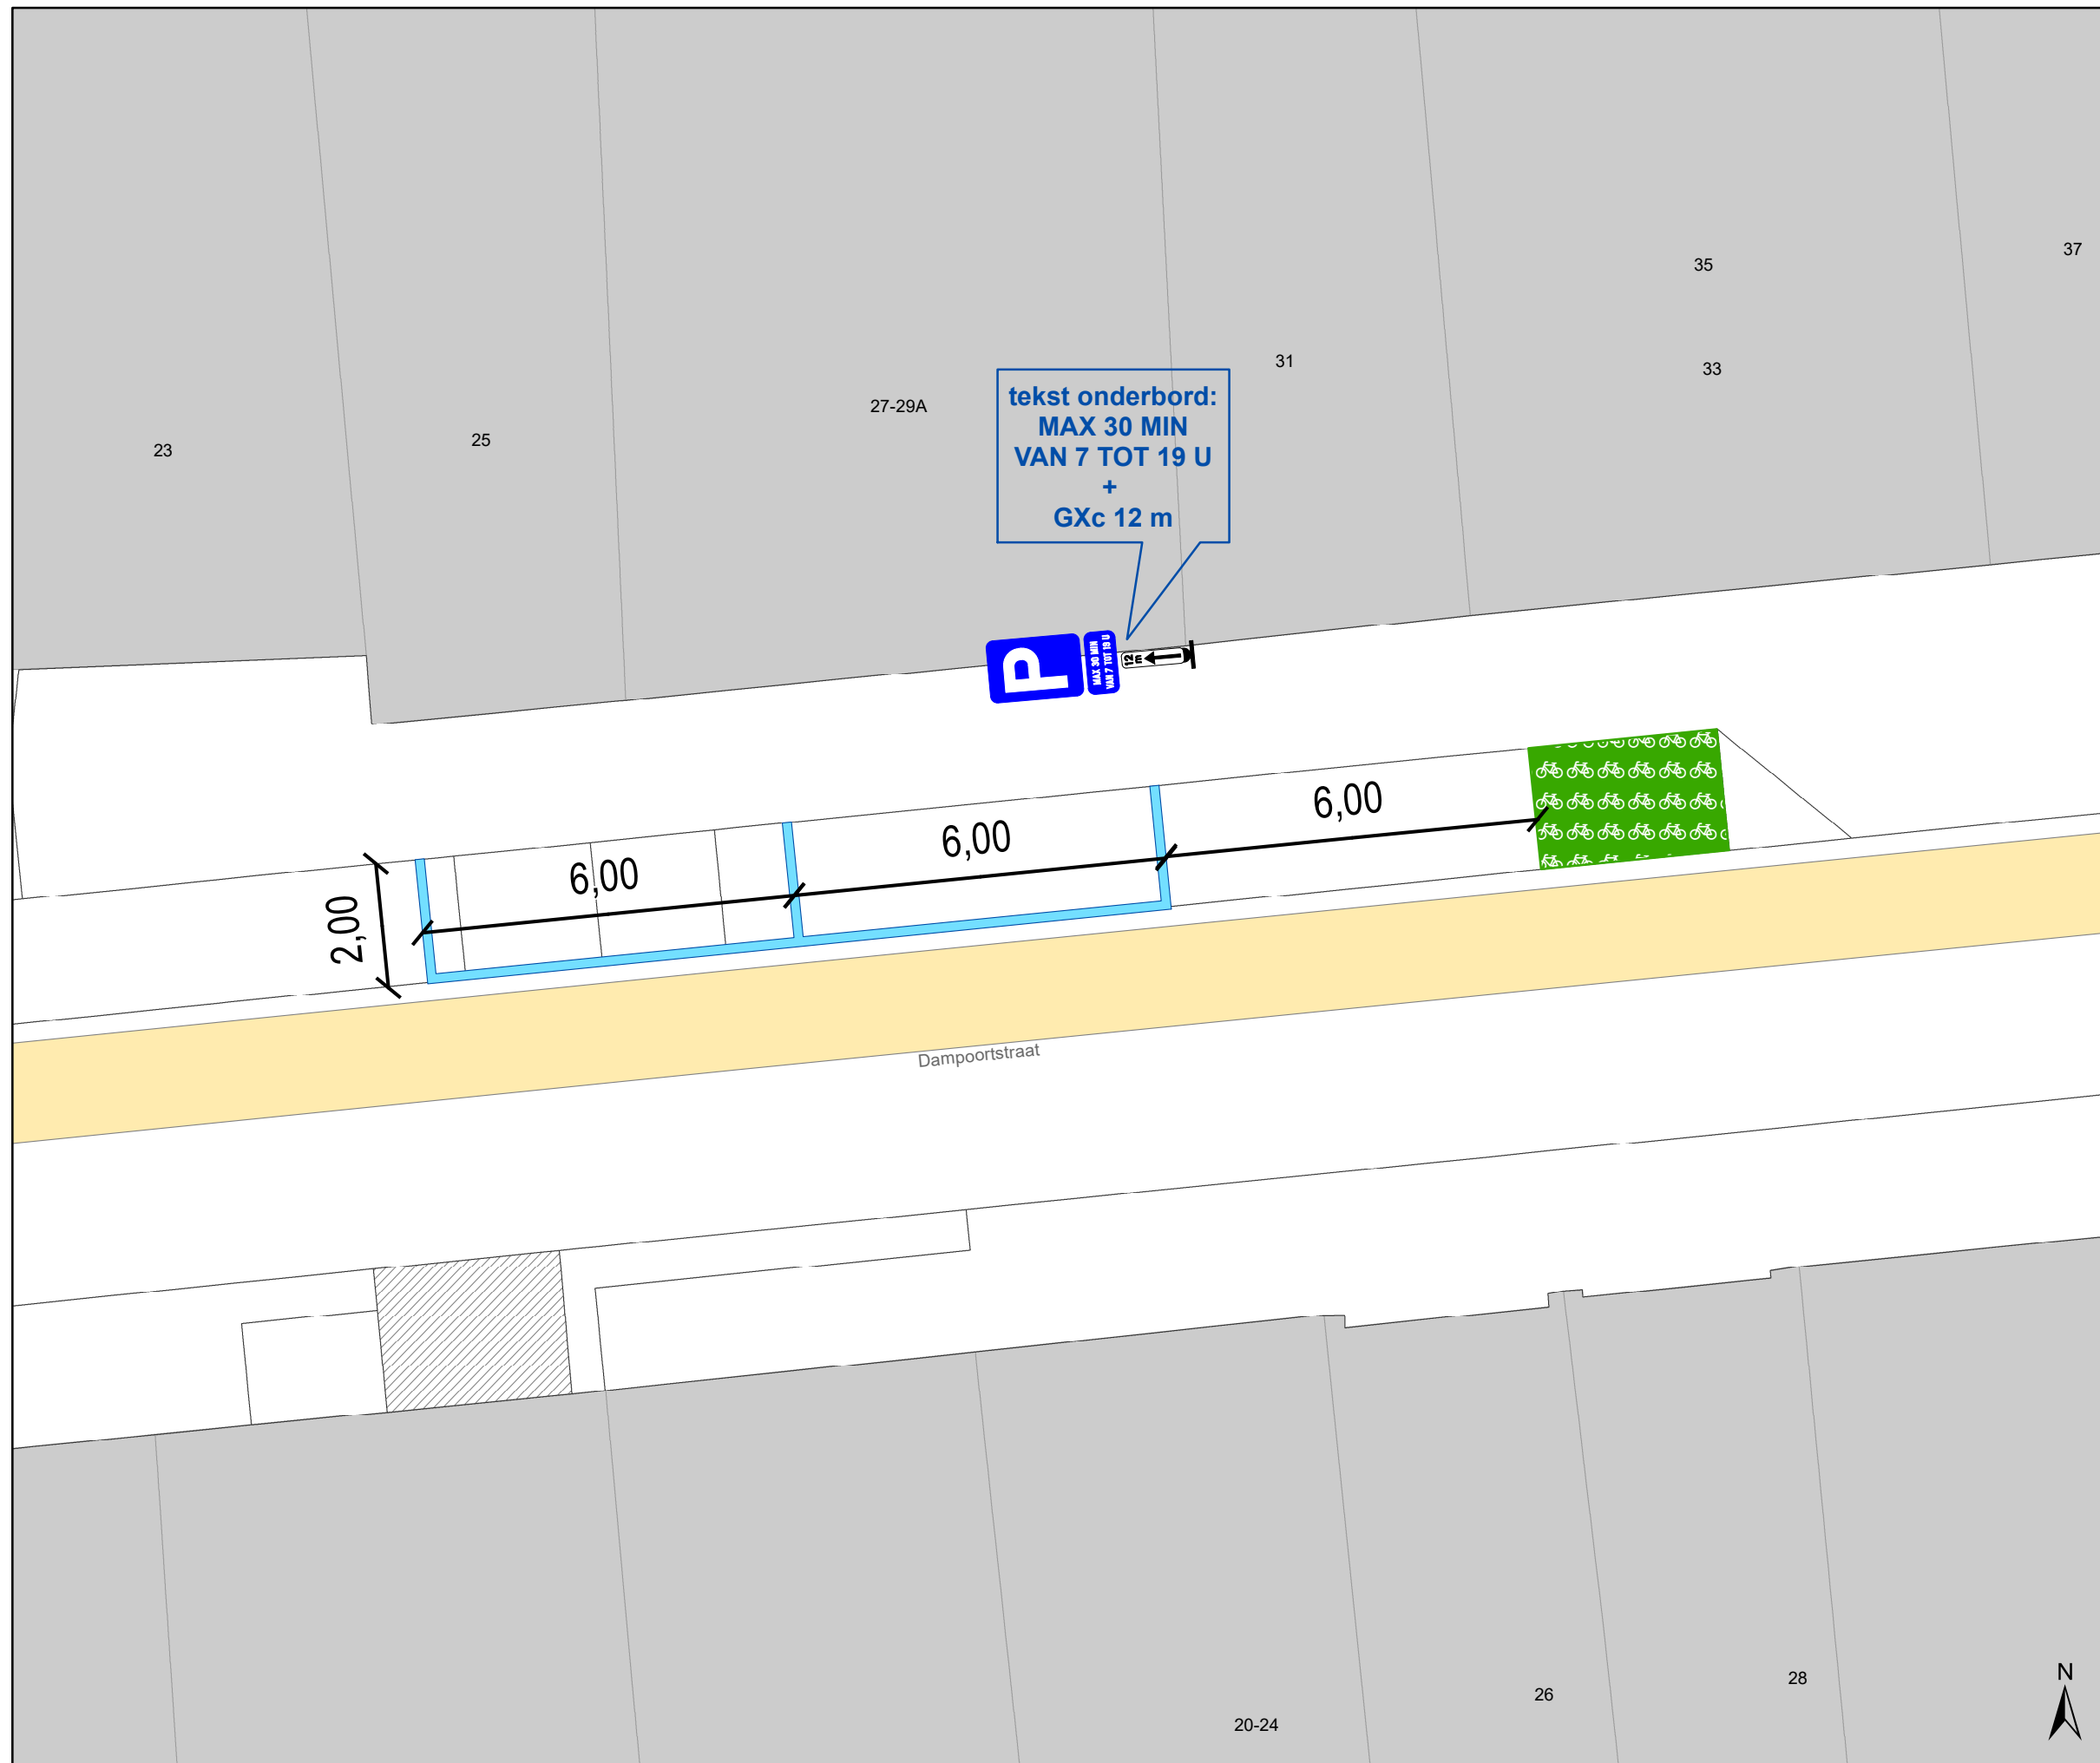 37
35
31
33
27-29A
25
23
tekst onderbord:
MAX 30 MIN
VAN 7 TOT 19 U
+
GXc 12 m
P
MAX 30 MIN
VAN 7 TOT 19 U
12
m
6,00
6,00
6,00
2,00
Dampoortstraat
N
28
26
20-24